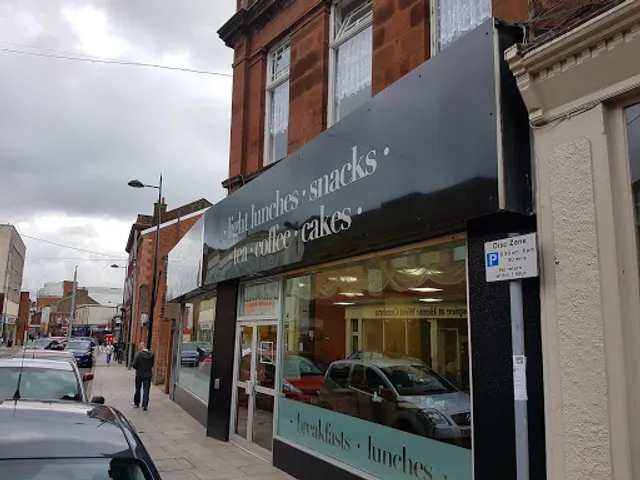 · light lunches · snacks ·
· tea · coffee · cakes ·
Disc Zone
P
· breakfasts · lunches ·